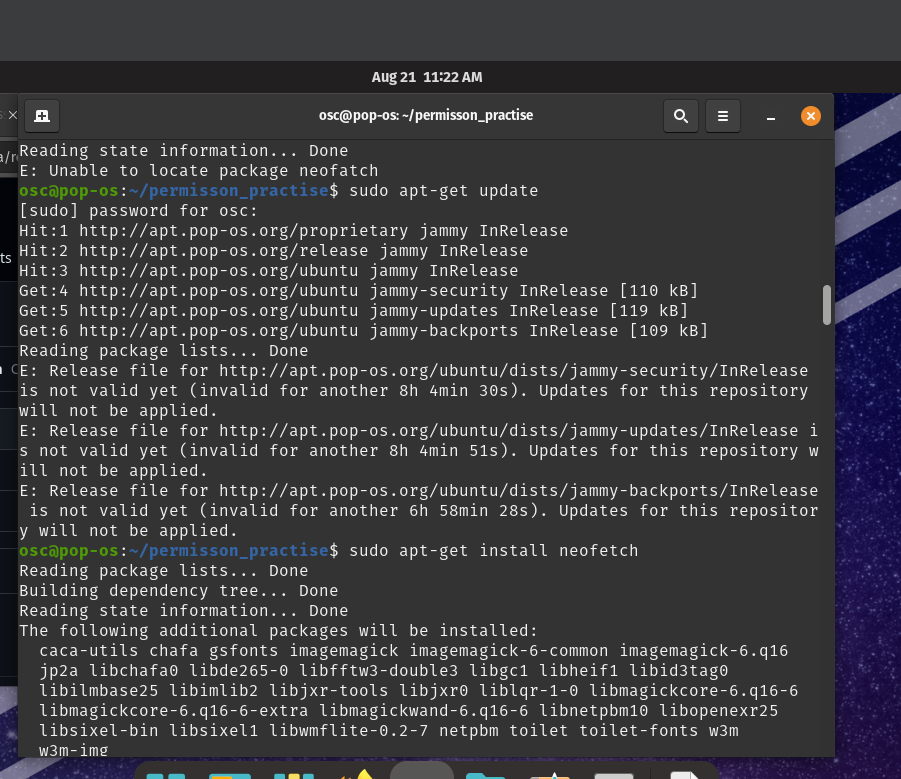 Aug 21 11:22 AM
osc@pop-os: ~/permisson_practise
Reading state information... Done
E: Unable to locate package neofatch
osc@pop-os:~/permisson_practise$ sudo apt-get update
[sudo] password for osc:
Hit:1 http://apt.pop-os.org/proprietary jammy InRelease
Hit:2 http://apt.pop-os.org/release jammy InRelease
Hit:3 http://apt.pop-os.org/ubuntu jammy InRelease
Get:4 http://apt.pop-os.org/ubuntu jammy-security InRelease [110 kB]
Get:5 http://apt.pop-os.org/ubuntu jammy-updates InRelease [119 kB]
Get:6 http://apt.pop-os.org/ubuntu jammy-backports InRelease [109 kB]
Reading package lists... Done
E: Release file for http://apt.pop-os.org/ubuntu/dists/jammy-security/InRelease
is not valid yet (invalid for another 8h 4min 30s). Updates for this repository
will not be applied.
E: Release file for http://apt.pop-os.org/ubuntu/dists/jammy-updates/InRelease i
s not valid yet (invalid for another 8h 4min 51s). Updates for this repository w
ill not be applied.
E: Release file for http://apt.pop-os.org/ubuntu/dists/jammy-backports/InRelease
 is not valid yet (invalid for another 6h 58min 28s). Updates for this repositor
y will not be applied.
osc@pop-os:~/permisson_practise$ sudo apt-get install neofetch
Reading package lists... Done
Building dependency tree... Done
Reading state information... Done
The following additional packages will be installed:
  caca-utils chafa gsfonts imagemagick imagemagick-6-common imagemagick-6.q16
  jp2a libchafa0 libde265-0 libfftw3-double3 libgc1 libheif1 libid3tag0
  libilmbase25 libimlib2 libjxr-tools libjxr0 liblqr-1-0 libmagickcore-6.q16-6
  libmagickcore-6.q16-6-extra libmagickwand-6.q16-6 libnetpbm10 libopenexr25
  libsixel-bin libsixel1 libwmflite-0.2-7 netpbm toilet toilet-fonts w3m
  w3m-img
ts